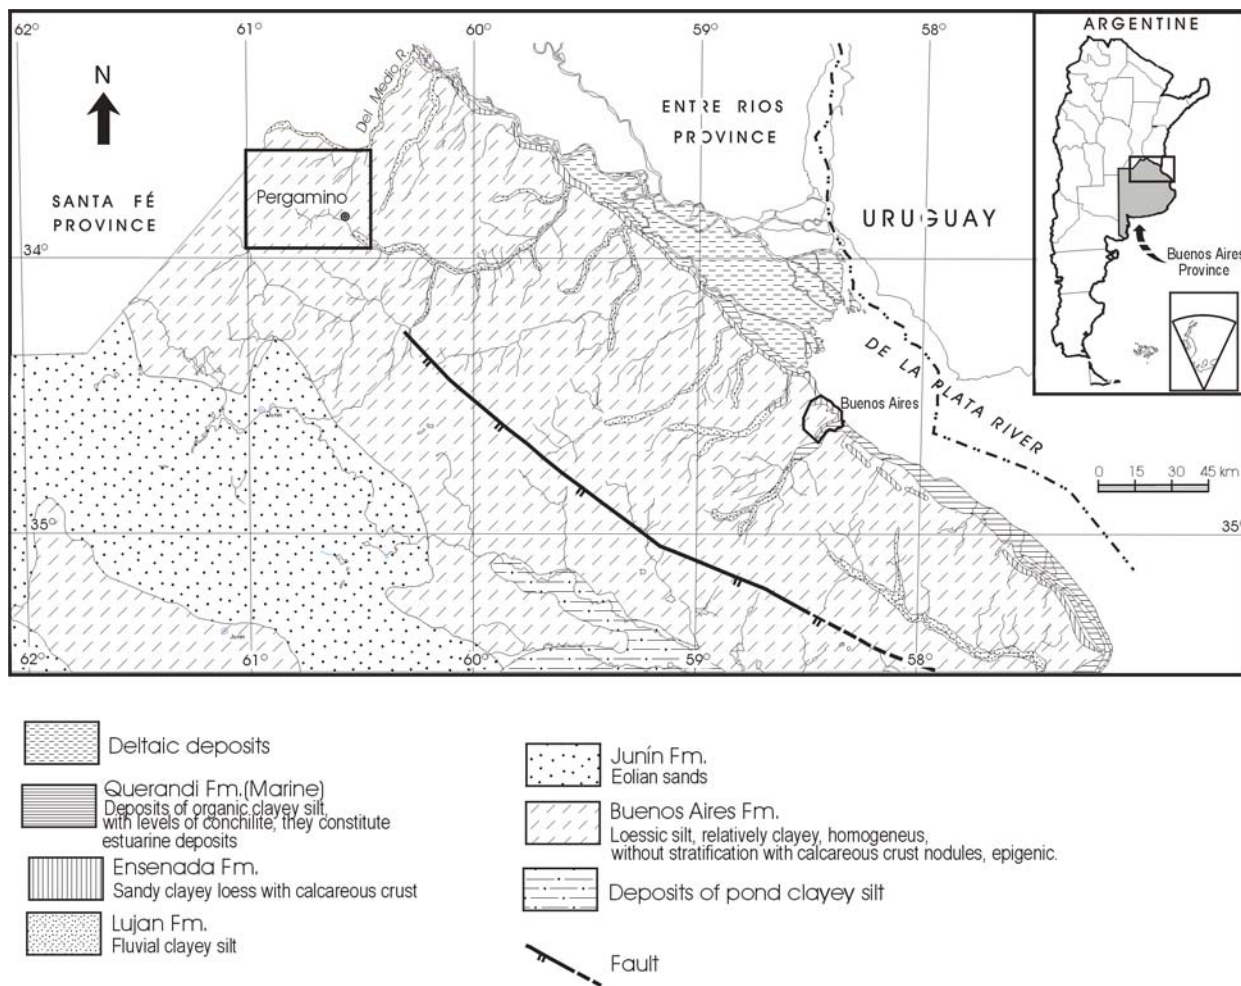 62°
61°
60°
59°
58°
ARGENTINE
N
Del Medio R.
ENTRE RIOS
PROVINCE
SANTA FÉ
PROVINCE
Pergamino
URUGUAY
34°
34°
Buenos Aires
Province
DE LA PLATA RIVER
Buenos Aires
Junin
0 15 30 45 km
35°
35°
Junin
62°
61°
60°
59°
58°
Deltaic deposits
Querandi Fm.(Marine)
Deposits of organic clayey silt,
with levels of conchilite, they constitute
estuarine deposits
Ensenada Fm.
Sandy clayey loess with calcareous crust
Lujan Fm.
Fluvial clayey silt
Junín Fm.
Eolian sands
Buenos Aires Fm.
Loessic silt, relatively clayey, homogeneus,
without stratification with calcareous crust nodules, epigenic.
Deposits of pond clayey silt
Fault